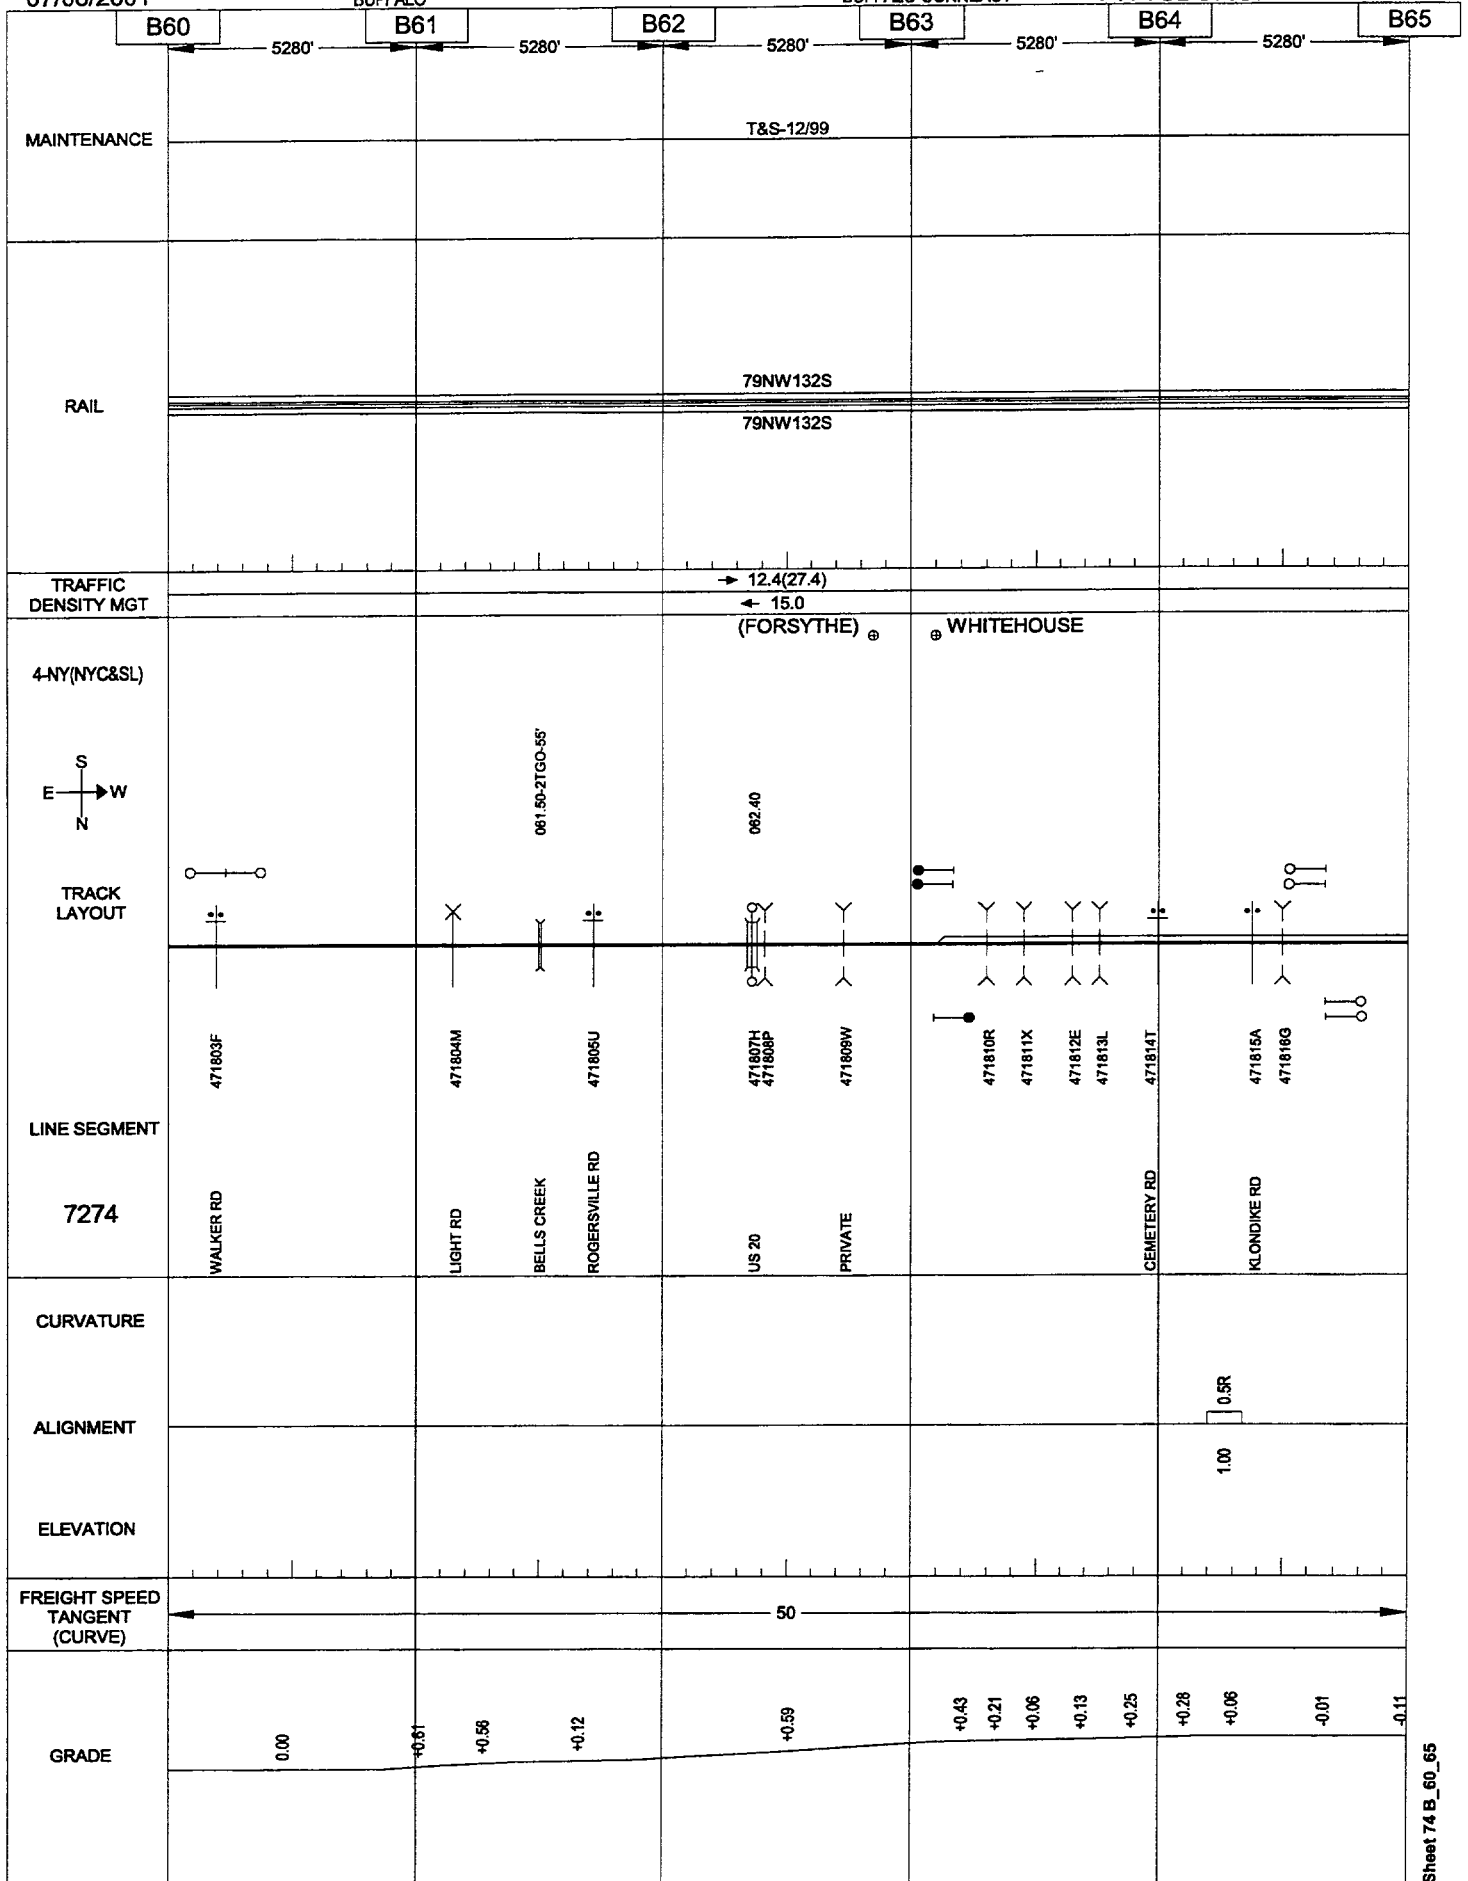 B60 B61 B62 B63 B64 B65
5280' 5280' 5280' 5280' 5280'
MAINTENANCE
T&S-12/99
RAIL
79NW132S
79NW132S
TRAFFIC
DENSITY MGT
12.4(27.4)
15.0
(FORSYTHE) WHITEHOUSE
4-NY(NYC&SL)
S
E W
N
061.50-2TGO-55'
062.40
TRACK
LAYOUT
471803F
471804M
471805U
471807H
471808P
471809W
471810R
471811X
471812E
471813L
471814T
471815A
471816G
LINE SEGMENT
7274
WALKER RD
LIGHT RD
BELLS CREEK
ROGERSVILLE RD
US 20
PRIVATE
CEMETERY RD
KLONDIKE RD
CURVATURE
ALIGNMENT
0.5R
1.00
ELEVATION
FREIGHT SPEED
TANGENT
(CURVE)
50
GRADE
0.00
+0.61
+0.56
+0.12
+0.59
+0.43
+0.21
+0.06
+0.13
+0.25
+0.28
+0.06
-0.01
-0.11
Sheet 74 B_60_65